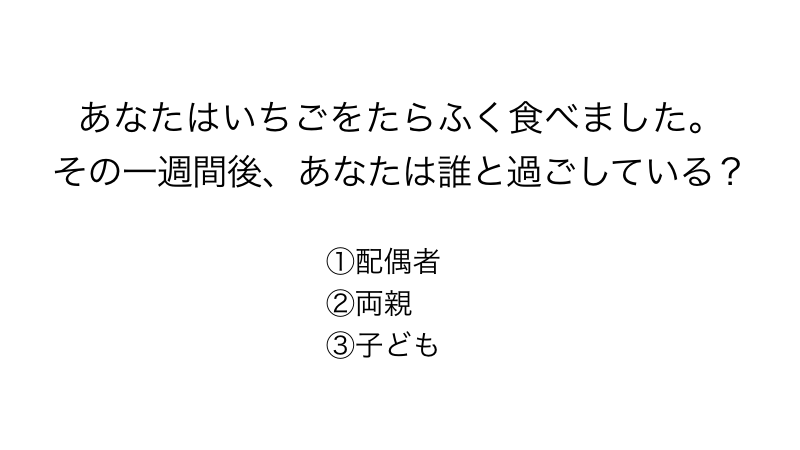 あなたはいちごをたらふく食べました。
その一週間後、あなたは誰と過ごしている？
①配偶者
②両親
③子ども